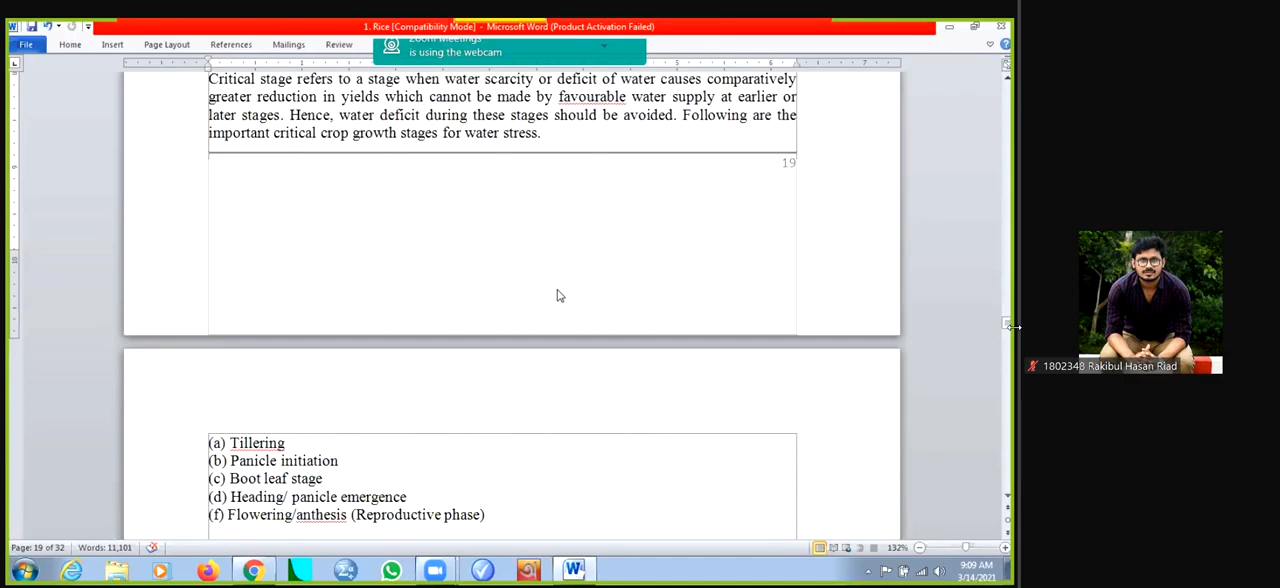 1. Rice [Compatibility Mode] - Microsoft Word (Product Activation Failed)
File Home Insert Page Layout References Mailings Review
Zoom Meetings
is using the webcam
Critical stage refers to a stage when water scarcity or deficit of water causes comparatively
greater reduction in yields which cannot be made by favourable water supply at earlier or
later stages. Hence, water deficit during these stages should be avoided. Following are the
important critical crop growth stages for water stress.
19
(a) Tillering
(b) Panicle initiation
(c) Boot leaf stage
(d) Heading/ panicle emergence
(f) Flowering/anthesis (Reproductive phase)
1802348 Rakibul Hasan Riad
Page: 19 of 32 Words: 11,101 132%
9:09 AM
3/14/2021